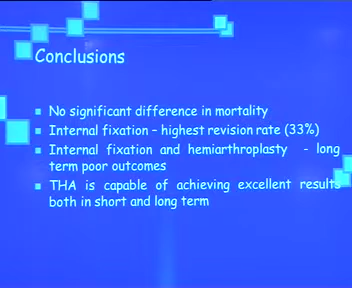 Conclusions
No significant difference in mortality
Internal fixation – highest revision rate (33%)
Internal fixation and hemiarthroplasty - long
term poor outcomes
THA is capable of achieving excellent results
both in short and long term